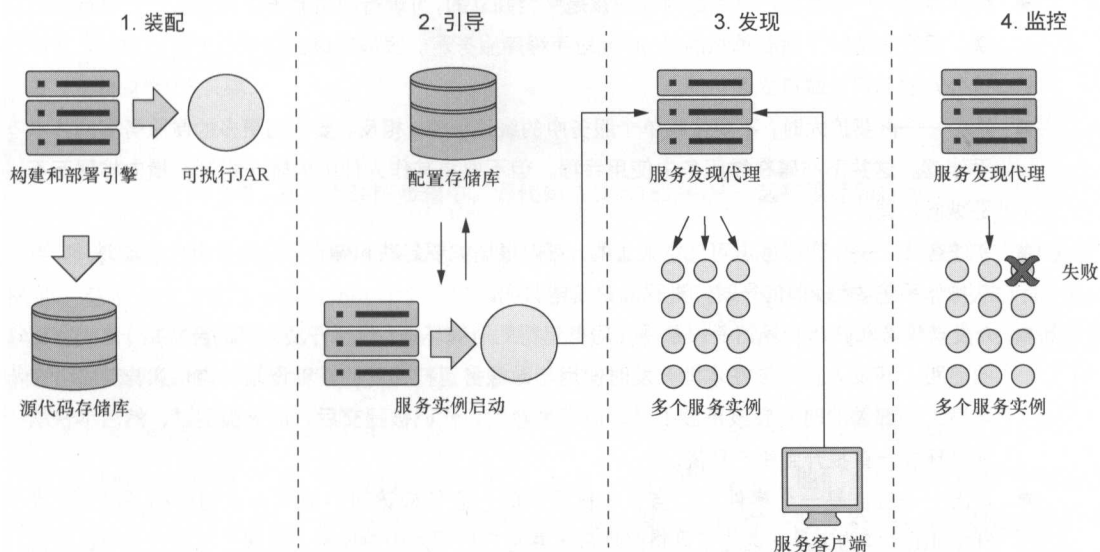 1. 装配
2. 引导
3. 发现
4. 监控
构建和部署引擎
可执行JAR
配置存储库
服务发现代理
服务发现代理
失败
源代码存储库
服务实例启动
多个服务实例
多个服务实例
服务客户端